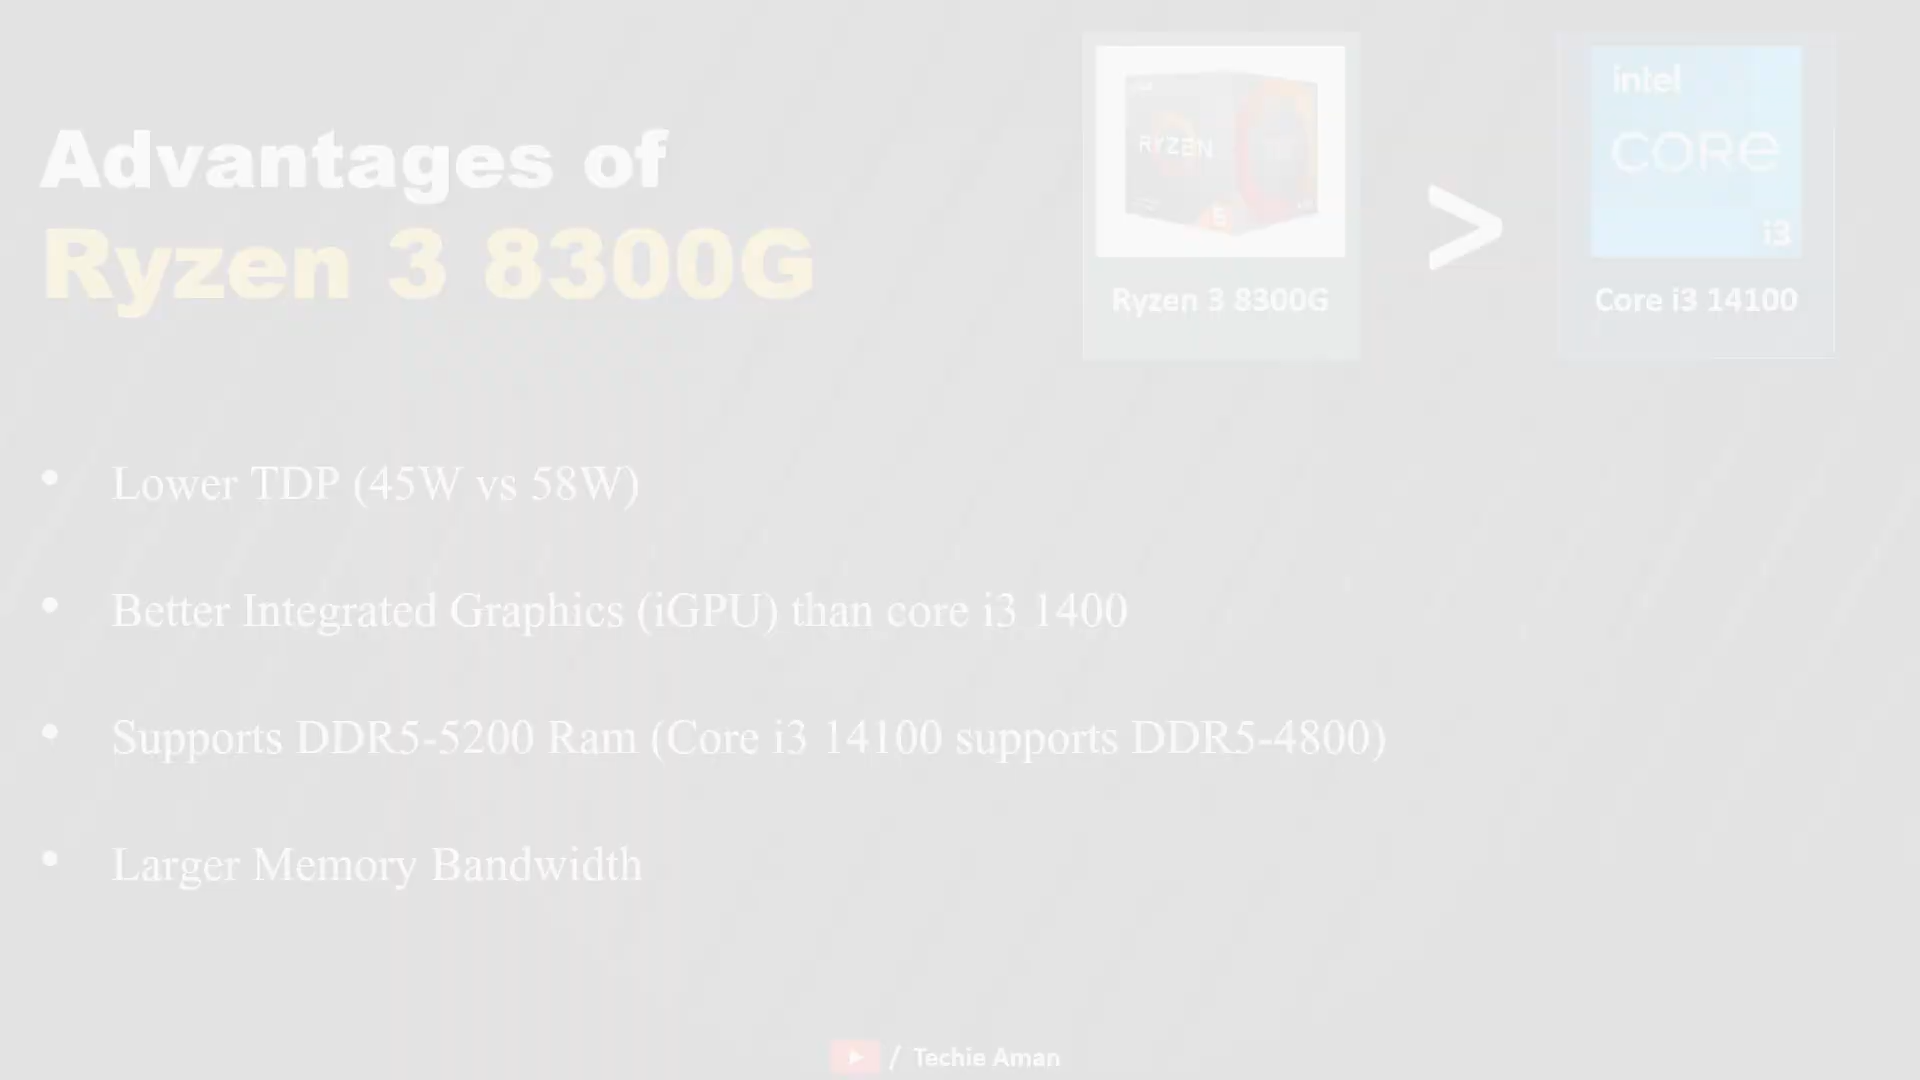 Advantages of
Ryzen 3 8300G
RYZEN
5
Ryzen 3 8300G
>
intel
CORE
i3
Core i3 14100
• Lower TDP (45W vs 58W)
• Better Integrated Graphics (iGPU) than core i3 1400
• Supports DDR5-5200 Ram (Core i3 14100 supports DDR5-4800)
• Larger Memory Bandwidth
/ Techie Aman